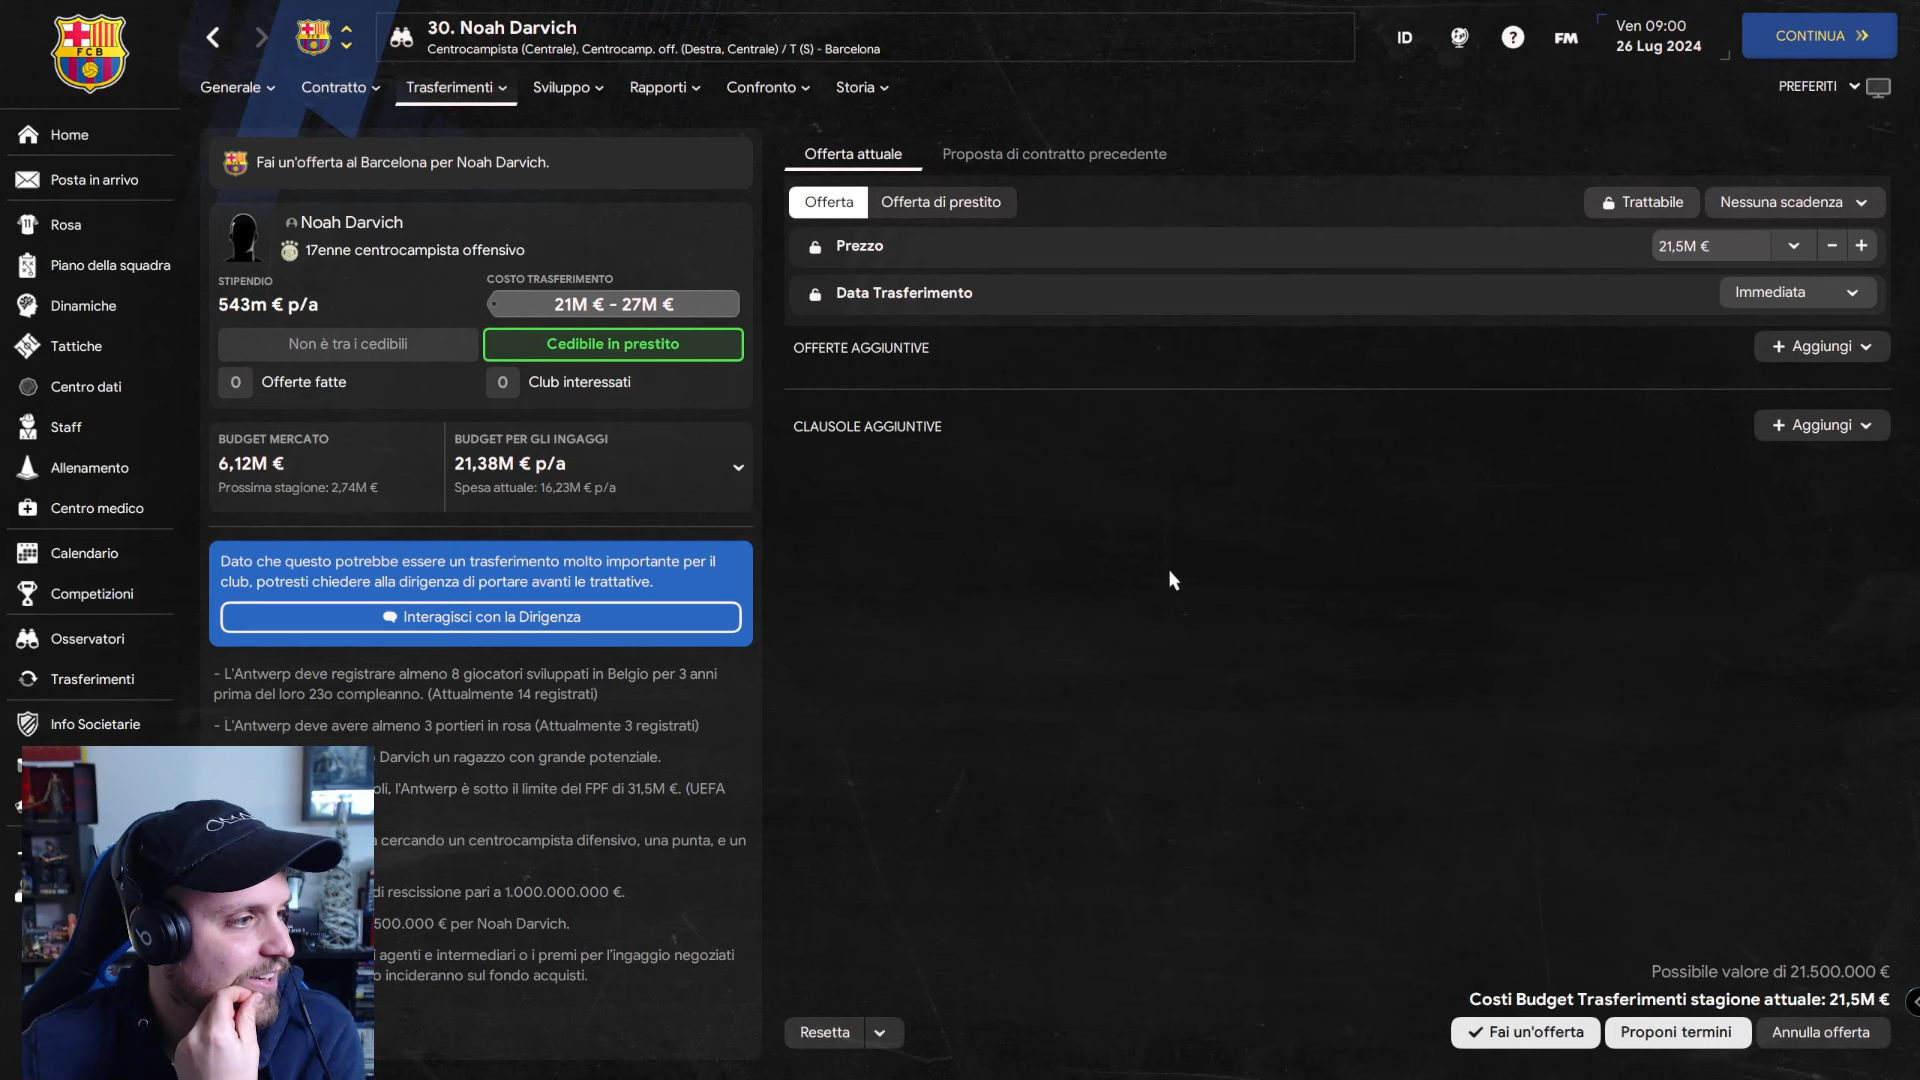 FCB
30. Noah Darvich
Centrocampista (Centrale), Centrocamp. off. (Destra, Centrale) / T (S) - Barcelona
ID
?
FM
Ven 09:00
26 Lug 2024
CONTINUA
Generale
Contratto
Trasferimenti
Sviluppo
Rapporti
Confronto
Storia
PREFERITI
Home
Posta in arrivo
Rosa
Piano della squadra
Dinamiche
Tattiche
Centro dati
Staff
Allenamento
Centro medico
Calendario
Competizioni
Osservatori
Trasferimenti
Info Societarie
Fai un'offerta al Barcelona per Noah Darvich.
Noah Darvich
17enne centrocampista offensivo
STIPENDIO
543m € p/a
COSTO TRASFERIMENTO
21M € - 27M €
Non è tra i cedibili
Cedibile in prestito
0 Offerte fatte
0 Club interessati
BUDGET MERCATO
6,12M €
Prossima stagione: 2,74M €
BUDGET PER GLI INGAGGI
21,38M € p/a
Spesa attuale: 16,23M € p/a
Dato che questo potrebbe essere un trasferimento molto importante per il
club, potresti chiedere alla dirigenza di portare avanti le trattative.
Interagisci con la Dirigenza
- L'Antwerp deve registrare almeno 8 giocatori sviluppati in Belgio per 3 anni
prima del loro 23o compleanno. (Attualmente 14 registrati)
- L'Antwerp deve avere almeno 3 portieri in rosa (Attualmente 3 registrati)
Darvich un ragazzo con grande potenziale.
oli, l'Antwerp è sotto il limite del FPF di 31,5M €. (UEFA
a cercando un centrocampista difensivo, una punta, e un
di rescissione pari a 1.000.000.000 €.
500.000 € per Noah Darvich.
i agenti e intermediari o i premi per l'ingaggio negoziati
o incideranno sul fondo acquisti.
Offerta attuale
Proposta di contratto precedente
Offerta
Offerta di prestito
Trattabile
Nessuna scadenza
Prezzo
21,5M €
Data Trasferimento
Immediata
OFFERTE AGGIUNTIVE
Aggiungi
CLAUSOLE AGGIUNTIVE
Aggiungi
Possibile valore di 21.500.000 €
Costi Budget Trasferimenti stagione attuale: 21,5M €
Resetta
Fai un'offerta
Proponi termini
Annulla offerta